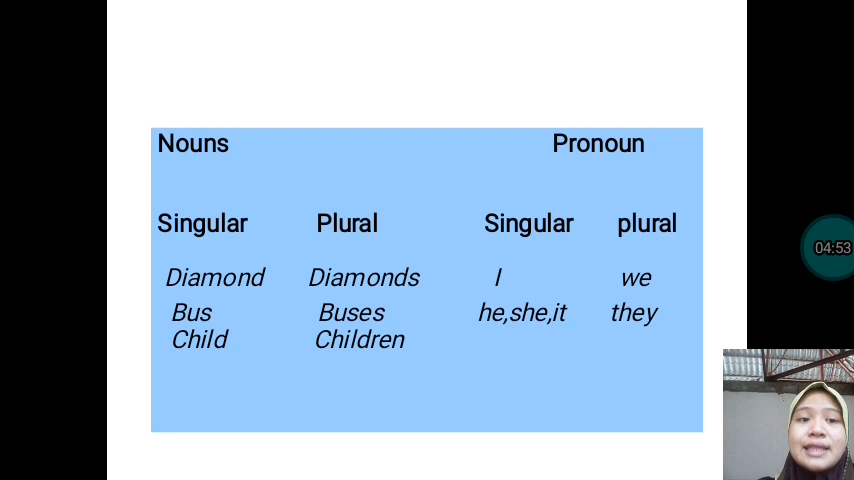 Nouns Pronoun
Singular Plural Singular plural
Diamond Diamonds I we
Bus Buses he,she,it they
Child Children
04:53